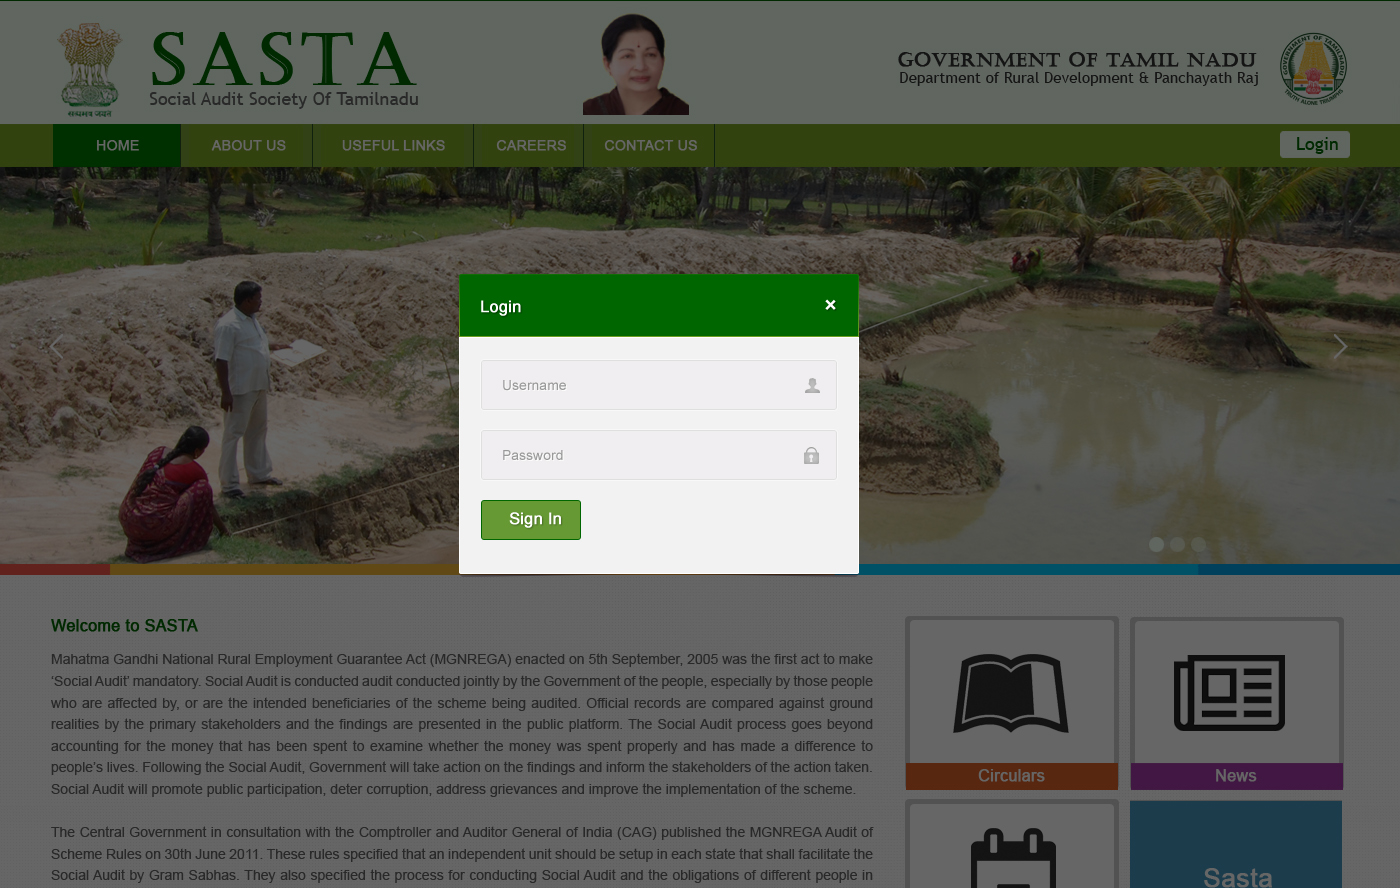 SASTA
Social Audit Society Of Tamilnadu
सत्यमेव जयते
GOVERNMENT OF TAMIL NADU
Department of Rural Development & Panchayath Raj
GOVERNMENT OF TAMILNADU
TRUTH ALONE TRIUMPHS
HOME
ABOUT US
USEFUL LINKS
CAREERS
CONTACT US
Login
Login
×
Username
Password
Sign In
Welcome to SASTA
Mahatma Gandhi National Rural Employment Guarantee Act (MGNREGA) enacted on 5th September, 2005 was the first act to make
‘Social Audit’ mandatory. Social Audit is conducted audit conducted jointly by the Government of the people, especially by those people
who are affected by, or are the intended beneficiaries of the scheme being audited. Official records are compared against ground
realities by the primary stakeholders and the findings are presented in the public platform. The Social Audit process goes beyond
accounting for the money that has been spent to examine whether the money was spent properly and has made a difference to
people’s lives. Following the Social Audit, Government will take action on the findings and inform the stakeholders of the action taken.
Social Audit will promote public participation, deter corruption, address grievances and improve the implementation of the scheme.
The Central Government in consultation with the Comptroller and Auditor General of India (CAG) published the MGNREGA Audit of
Scheme Rules on 30th June 2011. These rules specified that an independent unit should be setup in each state that shall facilitate the
Social Audit by Gram Sabhas. They also specified the process for conducting Social Audit and the obligations of different people in
Circulars
News
Sasta